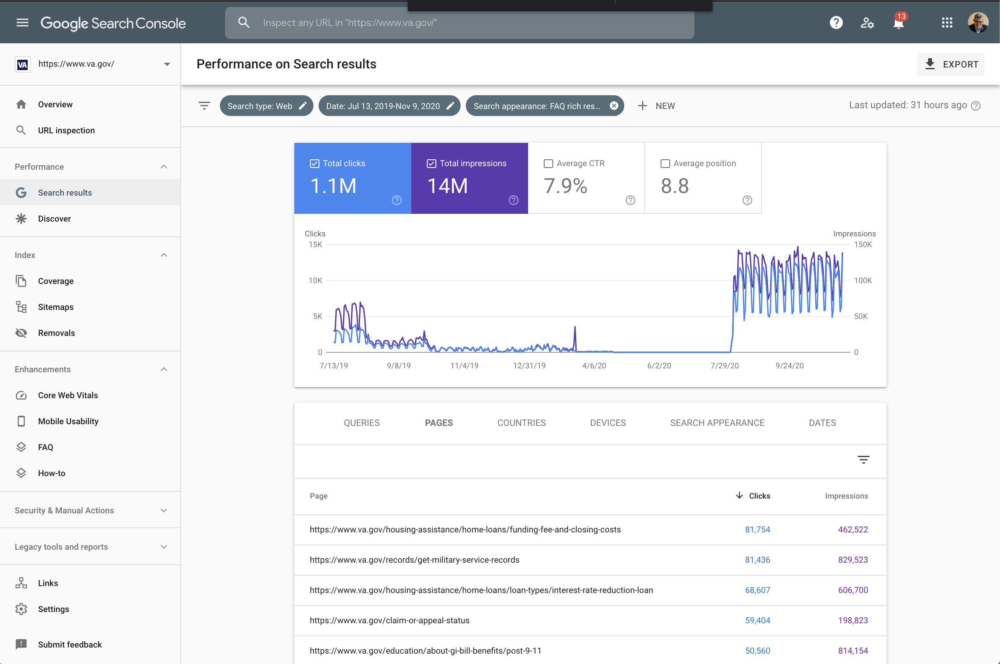 Google Search Console
Inspect any URL in "https://www.va.gov/"
13
VA
https://www.va.gov/
Performance on Search results
EXPORT
Overview
URL inspection
Performance
Search results
Discover
Index
Coverage
Sitemaps
Removals
Enhancements
Core Web Vitals
Mobile Usability
FAQ
How-to
Security & Manual Actions
Legacy tools and reports
Links
Settings
Submit feedback
Search type: Web
Date: Jul 13, 2019-Nov 9, 2020
Search appearance: FAQ rich res...
NEW
Last updated: 31 hours ago
Total clicks
1.1M
Total impressions
14M
Average CTR
7.9%
Average position
8.8
Clicks
Impressions
15K
150K
10K
100K
5K
50K
0
0
7/13/19 9/8/19 11/4/19 12/31/19 4/6/20 6/2/20 7/29/20 9/24/20
QUERIES PAGES COUNTRIES DEVICES SEARCH APPEARANCE DATES
Page Clicks Impressions
https://www.va.gov/housing-assistance/home-loans/funding-fee-and-closing-costs 81,754 462,522
https://www.va.gov/records/get-military-service-records 81,436 829,523
https://www.va.gov/housing-assistance/home-loans/loan-types/interest-rate-reduction-loan 68,607 606,700
https://www.va.gov/claim-or-appeal-status 59,404 198,823
https://www.va.gov/education/about-gi-bill-benefits/post-9-11 50,560 814,154